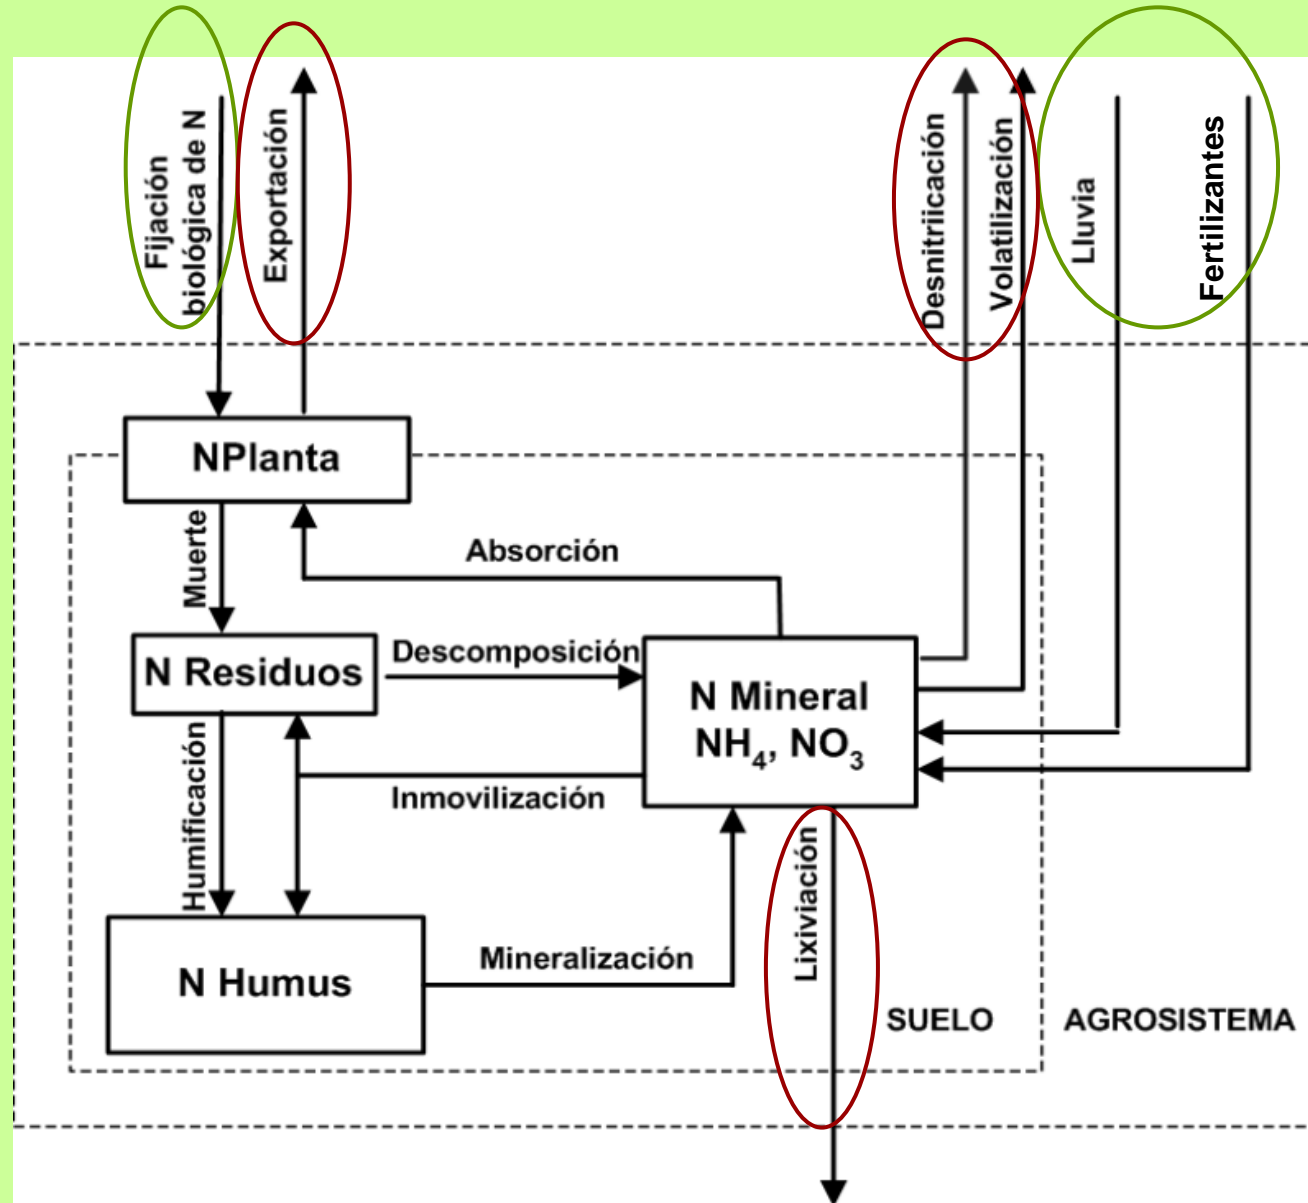 Fijación
biológica de N
Exportación
Desnitriicación
Volatilización
Lluvia
Fertilizantes
NPlanta
Muerte
Absorción
N Residuos
Descomposición
N Mineral
NH₄, NO₃
Humificación
Inmovilización
N Humus
Mineralización
Lixiviación
SUELO
AGROSISTEMA